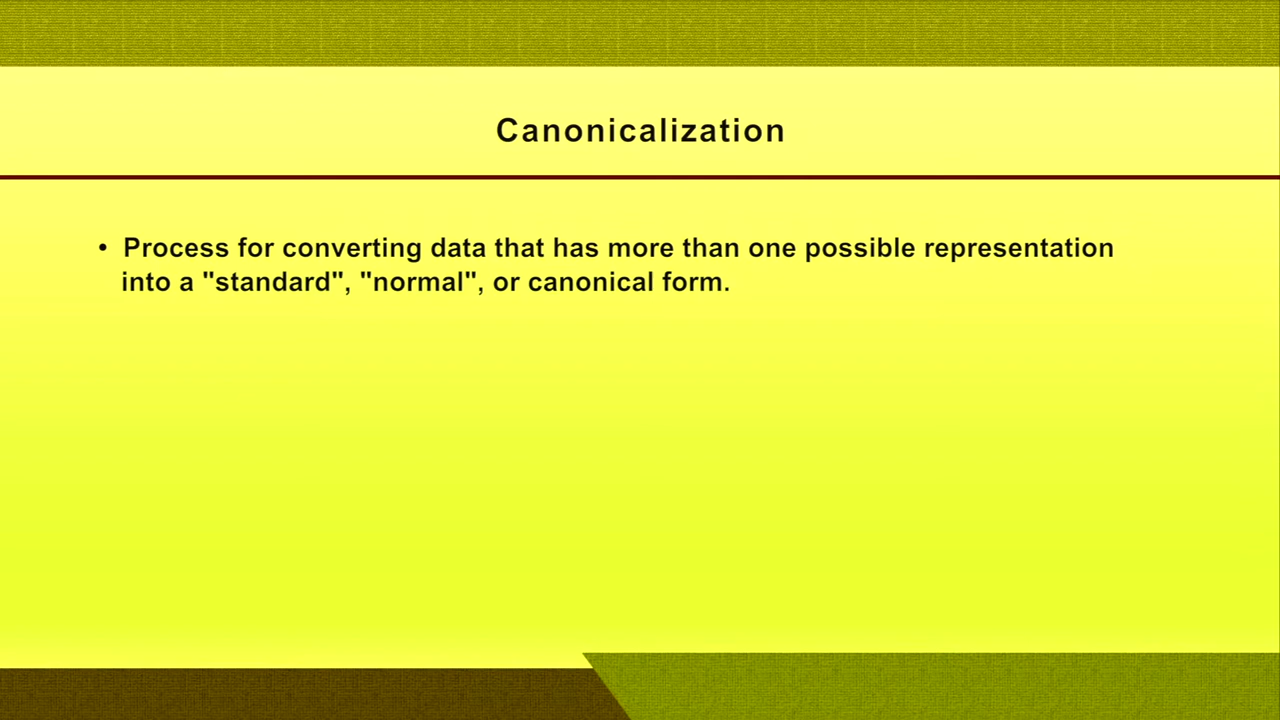 Canonicalization
• Process for converting data that has more than one possible representation
into a "standard", "normal", or canonical form.